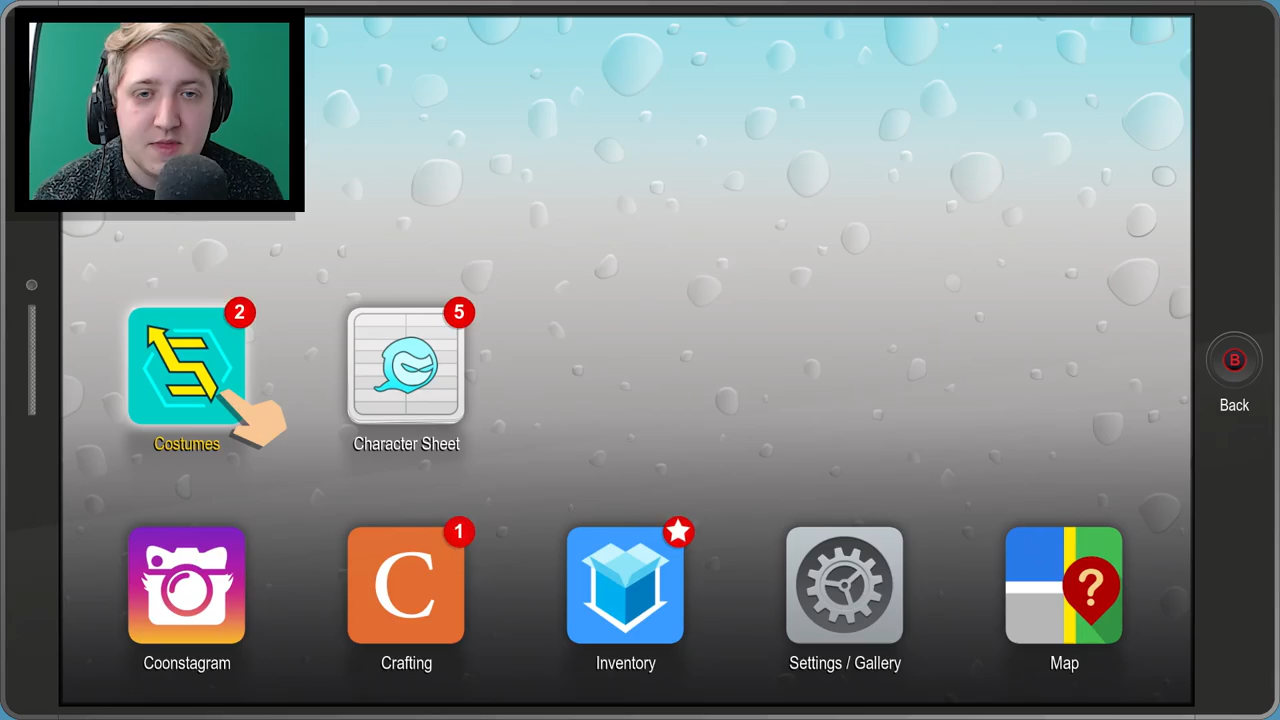 2
5
Costumes
Character Sheet
B
Back
1
C
?
Coonstagram
Crafting
Inventory
Settings / Gallery
Map